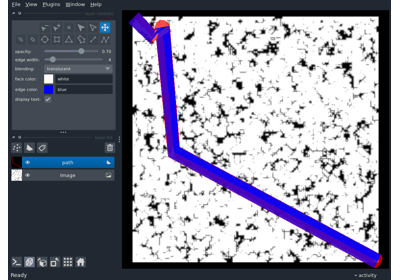 File View Plugins Window Help
opacity: 0.70
edge width: 4
blending: translucent
face color: white
edge color: blue
display text: ✓
path
Image
Ready
activity